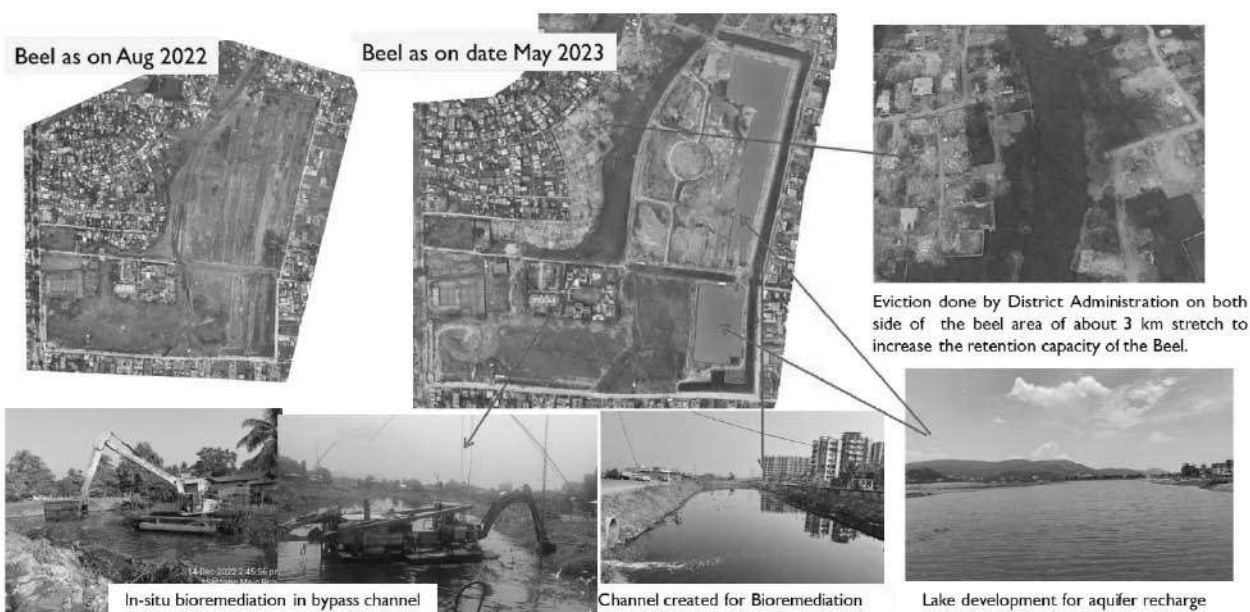 Beel as on Aug 2022
Beel as on date May 2023
Eviction done by District Administration on both
side of the beel area of about 3 km stretch to
increase the retention capacity of the Beel.
14-Dec-2022 2:45:56 pm
In-situ bioremediation in bypass channel
Channel created for Bioremediation
Lake development for aquifer recharge